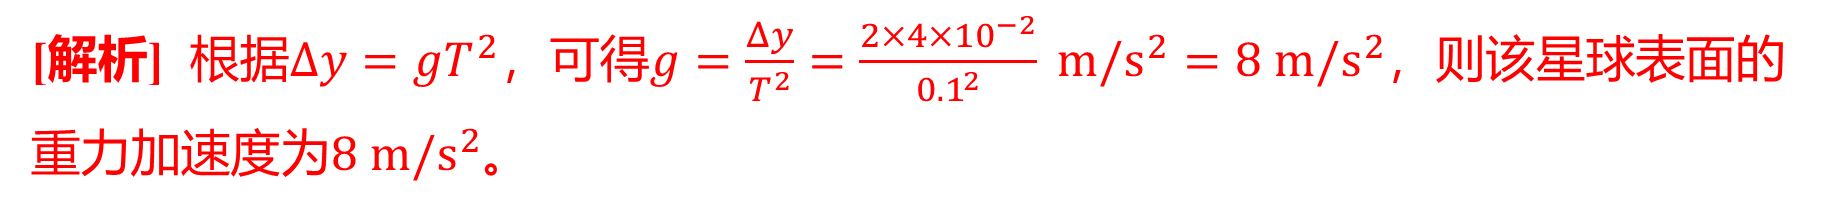 [解析] 根据Δy = gT²，可得g = Δy/T² = 2×4×10⁻²/0.1² m/s² = 8 m/s²，则该星球表面的
重力加速度为8 m/s²。